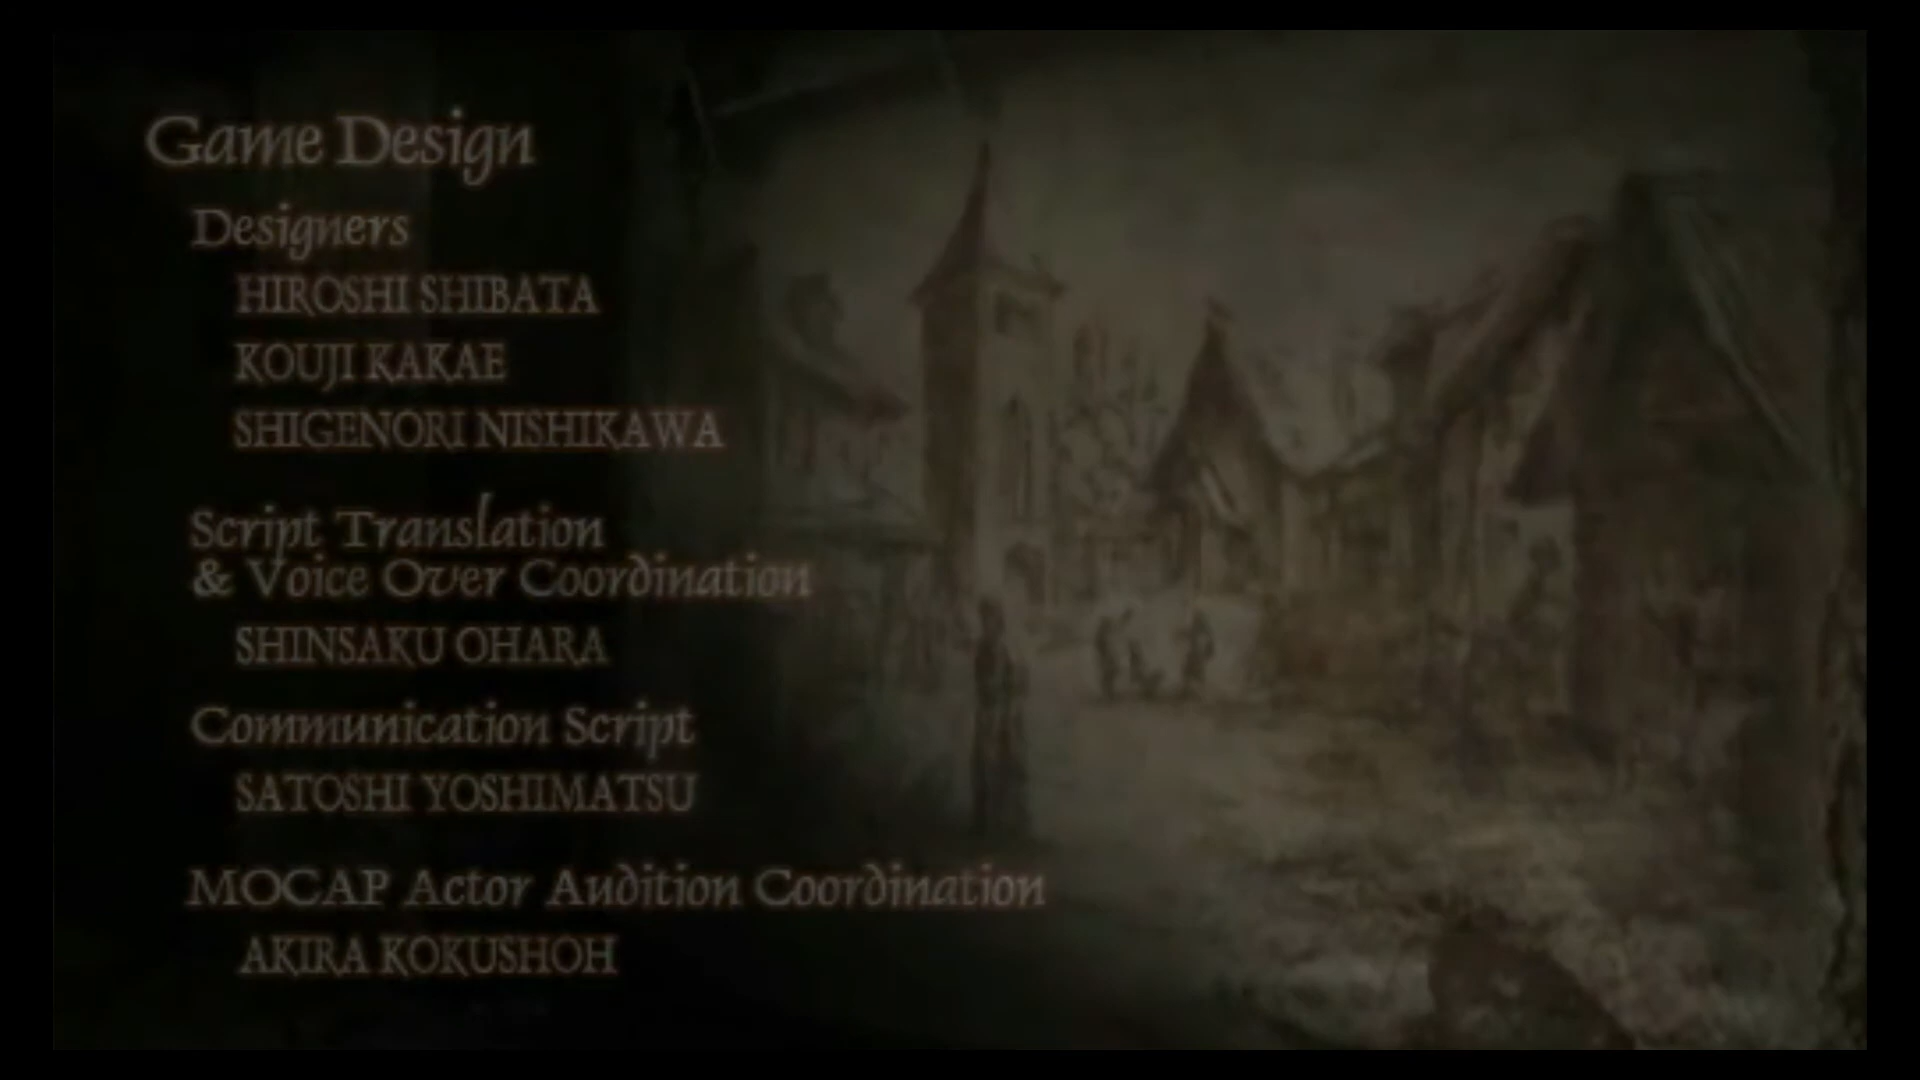 Game Design
Designers
HIROSHI SHIBATA
KOUJI KAKAE
SHIGENORI NISHIKAWA
Script Translation
& Voice Over Coordination
SHINSAKU OHARA
Communication Script
SATOSHI YOSHIMATSU
MOCAP Actor Audition Coordination
AKIRA KOKUSHOH